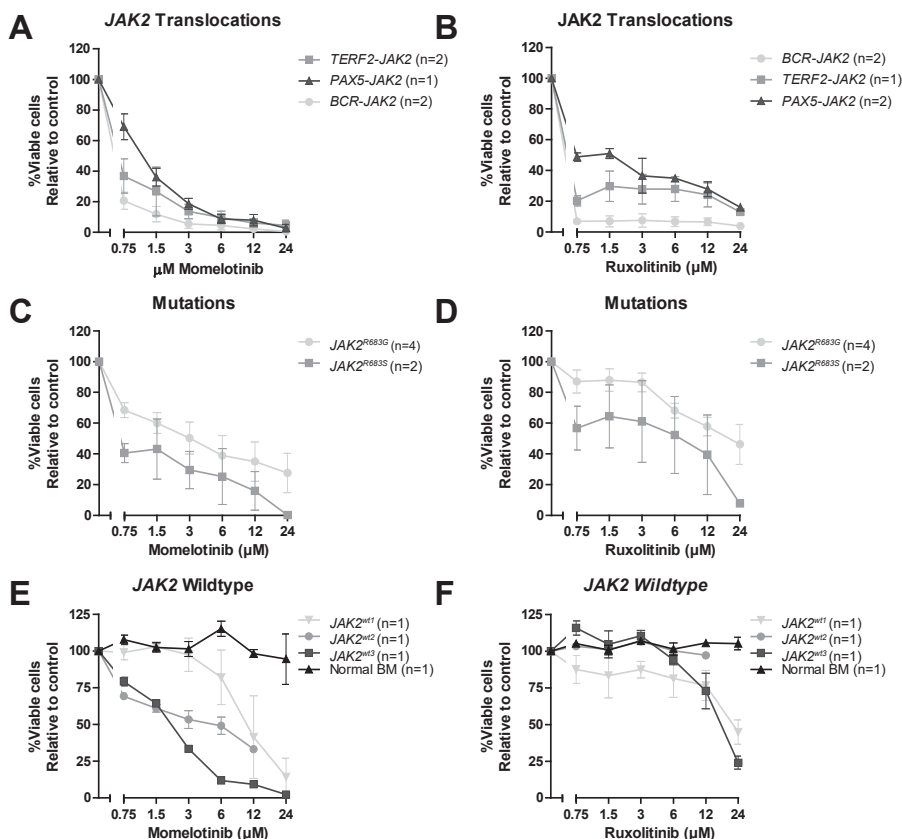 A
JAK2 Translocations
%Viable cells
Relative to control
120
100
80
60
40
20
0
0.75 1.5 3 6 12 24
μM Momelotinib
TERF2-JAK2 (n=2)
PAX5-JAK2 (n=1)
BCR-JAK2 (n=2)
B
JAK2 Translocations
%Viable cells
Relative to control
120
100
80
60
40
20
0
0.75 1.5 3 6 12 24
Ruxolitinib (μM)
BCR-JAK2 (n=2)
TERF2-JAK2 (n=1)
PAX5-JAK2 (n=2)
C
Mutations
%Viable cells
Relative to control
120
100
80
60
40
20
0
0.75 1.5 3 6 12 24
Momelotinib (μM)
JAK2R683G (n=4)
JAK2R683S (n=2)
D
Mutations
%Viable cells
Relative to control
120
100
80
60
40
20
0
0.75 1.5 3 6 12 24
Ruxolitinib (μM)
JAK2R683G (n=4)
JAK2R683S (n=2)
E
JAK2 Wildtype
%Viable cells
Relative to control
125
100
75
50
25
0
0.75 1.5 3 6 12 24
Momelotinib (μM)
JAK2wt1 (n=1)
JAK2wt2 (n=1)
JAK2wt3 (n=1)
Normal BM (n=1)
F
JAK2 Wildtype
%Viable cells
Relative to control
125
100
75
50
25
0
0.75 1.5 3 6 12 24
Ruxolitinib (μM)
JAK2wt1 (n=1)
JAK2wt2 (n=1)
JAK2wt3 (n=1)
Normal BM (n=1)